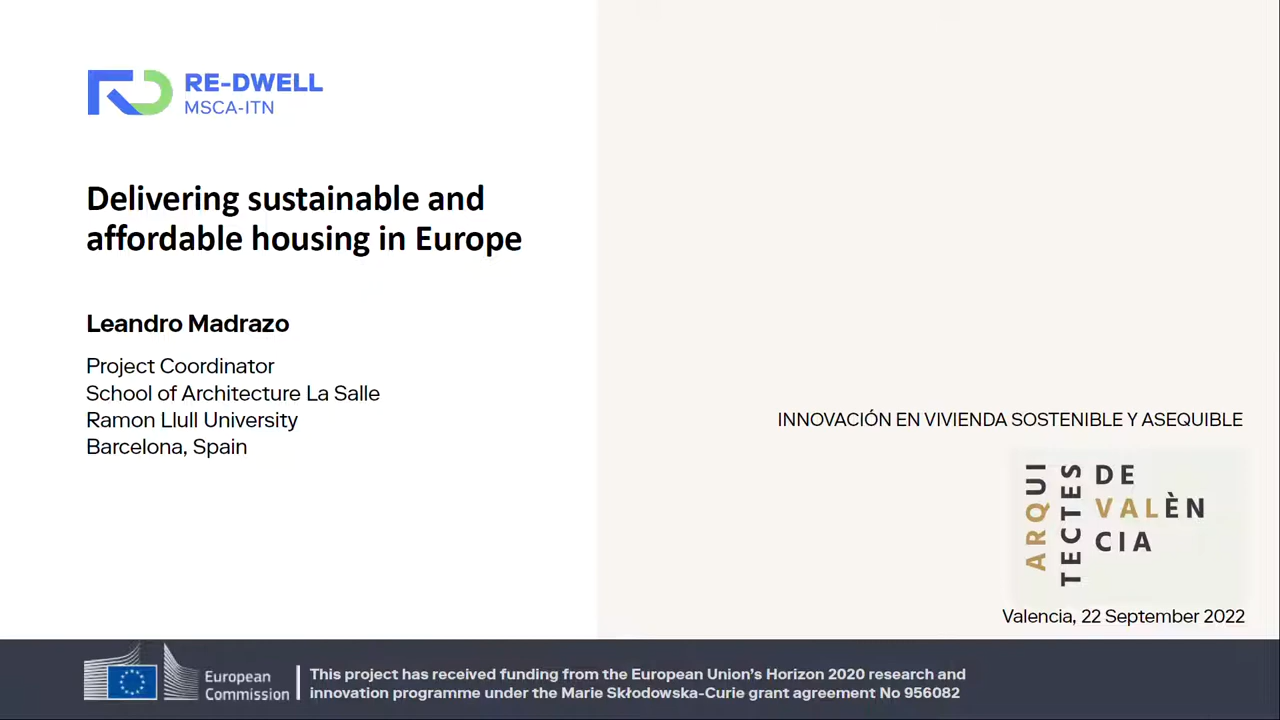 RE-DWELL
MSCA-ITN
Delivering sustainable and
affordable housing in Europe
Leandro Madrazo
Project Coordinator
School of Architecture La Salle
Ramon Llull University
Barcelona, Spain
INNOVACIÓN EN VIVIENDA SOSTENIBLE Y ASEQUIBLE
ARQUI
TECTES
DE
VALÈN
CIA
Valencia, 22 September 2022
European
Commission
This project has received funding from the European Union's Horizon 2020 research and
innovation programme under the Marie Skłodowska-Curie grant agreement No 956082